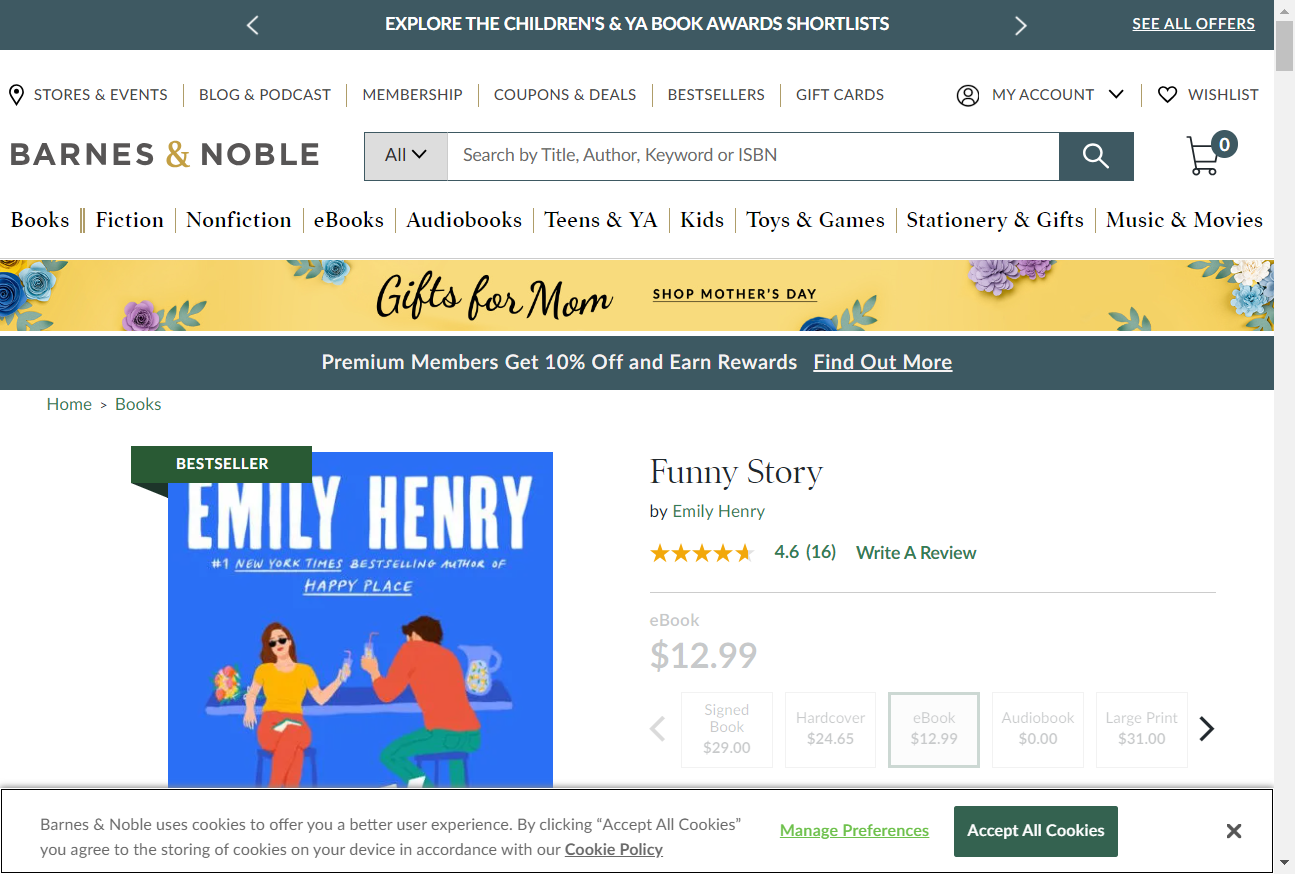 EXPLORE THE CHILDREN'S & YA BOOK AWARDS SHORTLISTS
SEE ALL OFFERS
STORES & EVENTS
BLOG & PODCAST
MEMBERSHIP
COUPONS & DEALS
BESTSELLERS
GIFT CARDS
MY ACCOUNT
WISHLIST
BARNES & NOBLE
All
Search by Title, Author, Keyword or ISBN
0
Books
Fiction
Nonfiction
eBooks
Audiobooks
Teens & YA
Kids
Toys & Games
Stationery & Gifts
Music & Movies
Gifts for Mom
SHOP MOTHER'S DAY
Premium Members Get 10% Off and Earn Rewards Find Out More
Home > Books
BESTSELLER
EMILY HENRY
#1 NEW YORK TIMES BESTSELLING AUTHOR OF
HAPPY PLACE
Funny Story
by Emily Henry
4.6 (16) Write A Review
eBook
$12.99
Signed
Book
$29.00
Hardcover
$24.65
eBook
$12.99
Audiobook
$0.00
Large Print
$31.00
Barnes & Noble uses cookies to offer you a better user experience. By clicking “Accept All Cookies”
you agree to the storing of cookies on your device in accordance with our Cookie Policy
Manage Preferences
Accept All Cookies